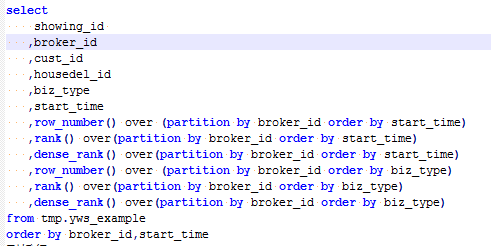 select
showing_id
,broker_id
,cust_id
,housedel_id
,biz_type
,start_time
,row_number() over (partition by broker_id order by start_time)
,rank() over(partition by broker_id order by start_time)
,dense_rank() over(partition by broker_id order by start_time)
,row_number() over (partition by broker_id order by biz_type)
,rank() over(partition by broker_id order by biz_type)
,dense_rank() over(partition by broker_id order by biz_type)
from tmp.yws_example
order by broker_id,start_time